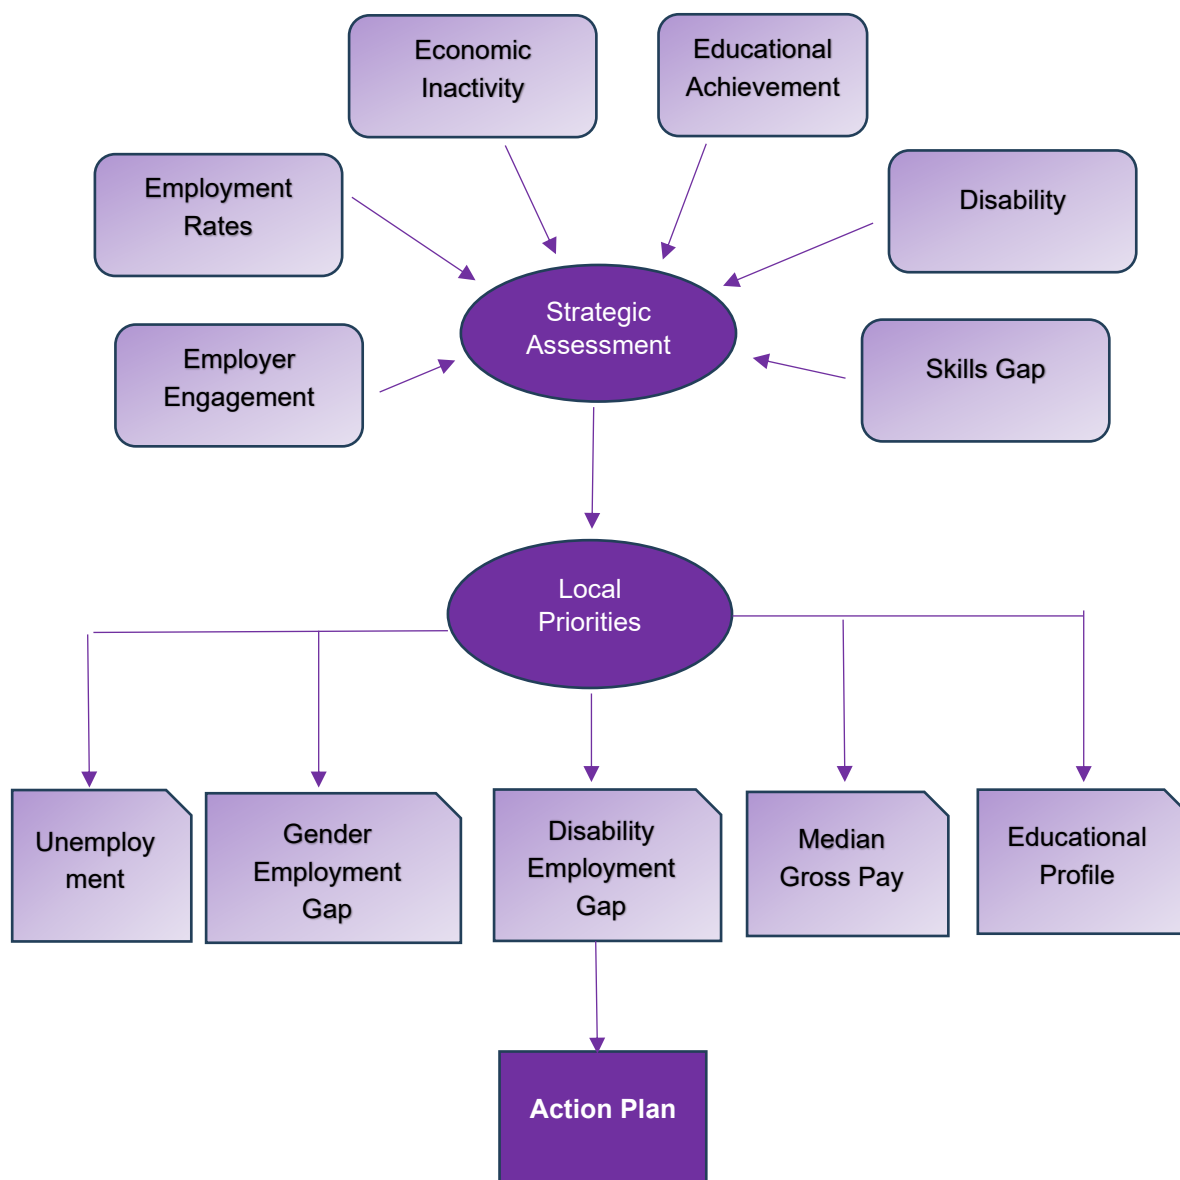 Economic
Inactivity
Educational
Achievement
Employment
Rates
Disability
Strategic
Assessment
Employer
Engagement
Skills Gap
Local
Priorities
Unemploy
ment
Gender
Employment
Gap
Disability
Employment
Gap
Median
Gross Pay
Educational
Profile
Action Plan